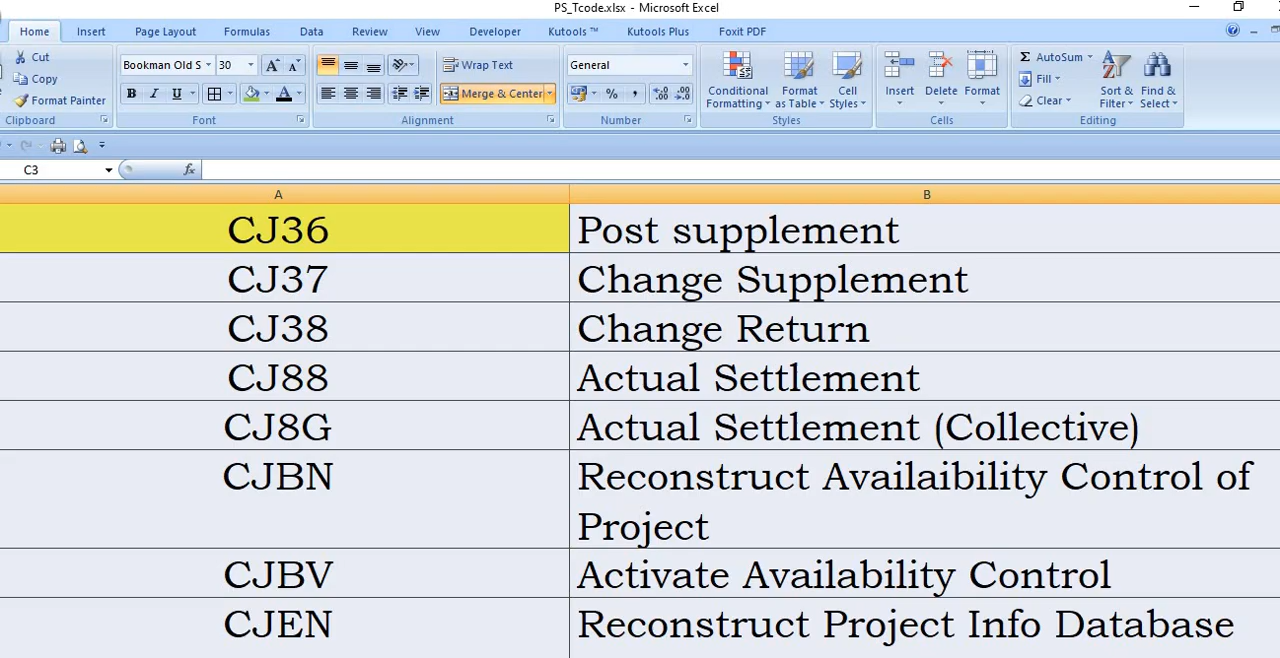 PS_Tcode.xlsx - Microsoft Excel
Home Insert Page Layout Formulas Data Review View Developer Kutools ™ Kutools Plus Foxit PDF
Cut
Copy
Format Painter
Clipboard
Bookman Old S 30
B I U
Font
Wrap Text
Merge & Center
Alignment
General
Number
Conditional Formatting
Format as Table
Cell Styles
Styles
Insert Delete Format
Cells
AutoSum
Fill
Clear
Sort & Filter
Find & Select
Editing
C3 fx
A B
CJ36 Post supplement
CJ37 Change Supplement
CJ38 Change Return
CJ88 Actual Settlement
CJ8G Actual Settlement (Collective)
CJBN Reconstruct Availaibility Control of
Project
CJBV Activate Availability Control
CJEN Reconstruct Project Info Database